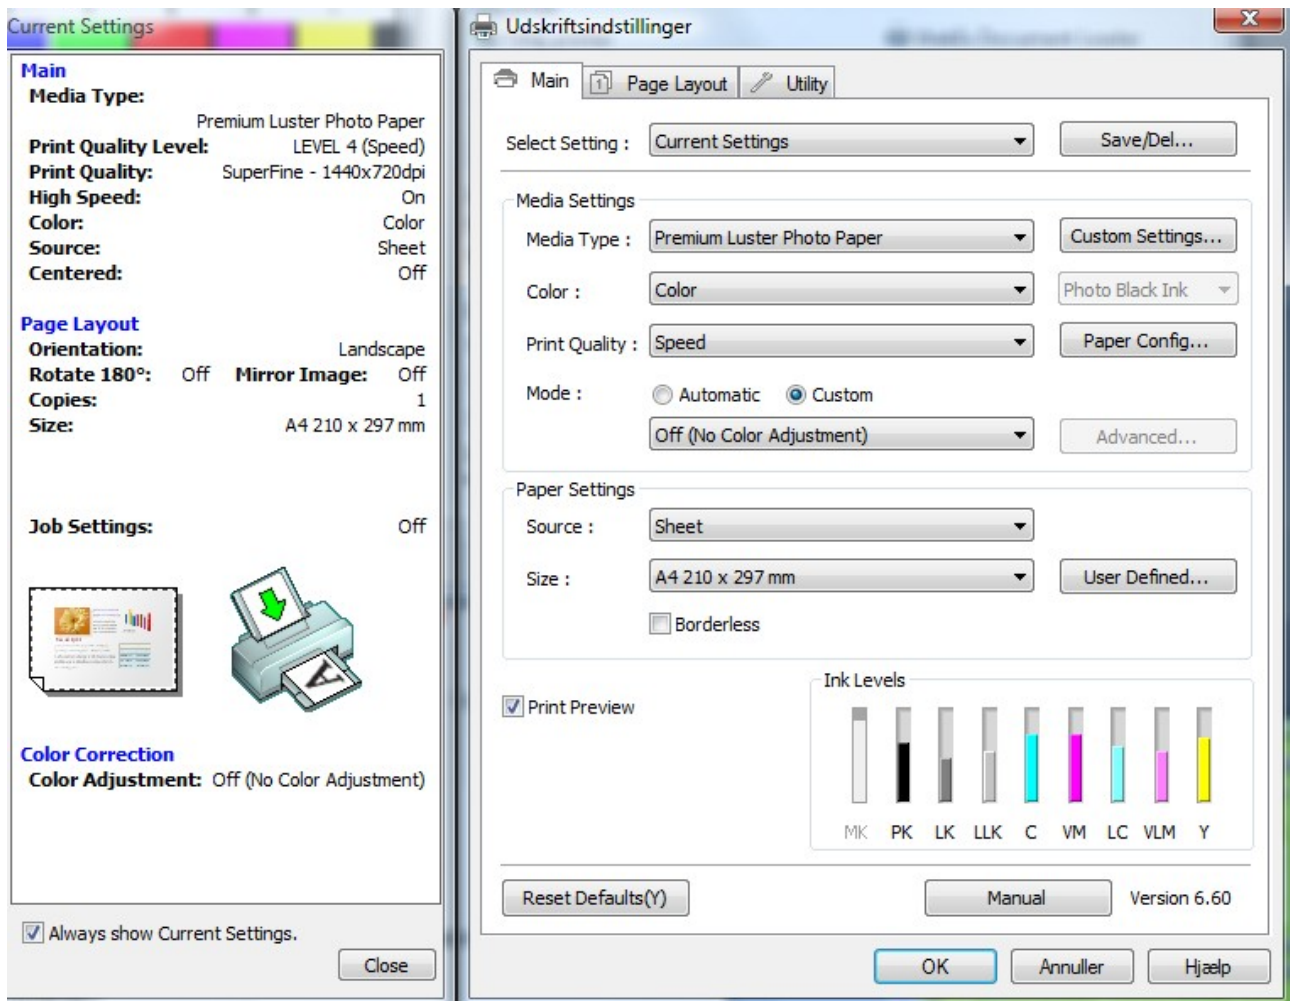 Current Settings
Main
Media Type:
Premium Luster Photo Paper
Print Quality Level: LEVEL 4 (Speed)
Print Quality: SuperFine - 1440x720dpi
High Speed: On
Color: Color
Source: Sheet
Centered: Off
Page Layout
Orientation: Landscape
Rotate 180°: Off Mirror Image: Off
Copies: 1
Size: A4 210 x 297 mm
Job Settings: Off
A
Color Correction
Color Adjustment: Off (No Color Adjustment)
Always show Current Settings.
Close
Udskriftsindstillinger
Main 1 Page Layout Utility
Select Setting : Current Settings Save/Del...
Media Settings
Media Type : Premium Luster Photo Paper Custom Settings...
Color : Color Photo Black Ink
Print Quality : Speed Paper Config...
Mode : Automatic Custom
Off (No Color Adjustment) Advanced...
Paper Settings
Source : Sheet
Size : A4 210 x 297 mm User Defined...
Borderless
Print Preview
Ink Levels
MK PK LK LLK C VM LC VLM Y
Reset Defaults(Y) Manual Version 6.60
OK Annuller Hjælp